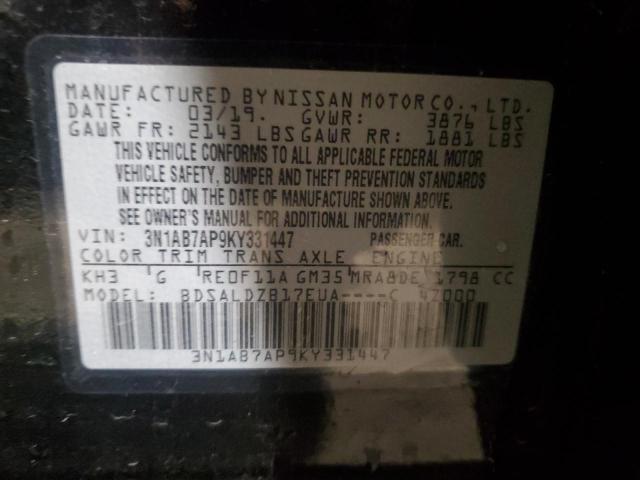 MANUFACTURED BY NISSAN MOTOR CO., LTD.
DATE: 03/19. GVWR: 3876 LBS
GAWR FR: 2143 LBS GAWR RR: 1881 LBS
THIS VEHICLE CONFORMS TO ALL APPLICABLE FEDERAL MOTOR
VEHICLE SAFETY, BUMPER AND THEFT PREVENTION STANDARDS
IN EFFECT ON THE DATE OF MANUFACTURE SHOWN ABOVE.
SEE OWNER'S MANUAL FOR ADDITIONAL INFORMATION.
VIN: 3N1AB7AP9KY331447 PASSENGER CAR.
COLOR TRIM TRANS AXLE ENGINE
KH3 G RE0F11A GM35 MRA8DE 1798 CC
MODEL: BDSALDZB17EUA----C 4Z000
3N1AB7AP9KY331447